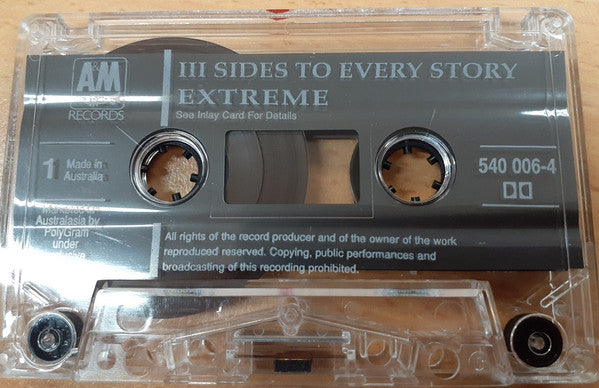 A&M
RECORDS
III SIDES TO EVERY STORY
EXTREME
See Inlay Card For Details
1 Made in
Australia
540 006-4
Australasia by
PolyGram
under
All rights of the record producer and of the owner of the work
reproduced reserved. Copying, public performances and
broadcasting of this recording prohibited.